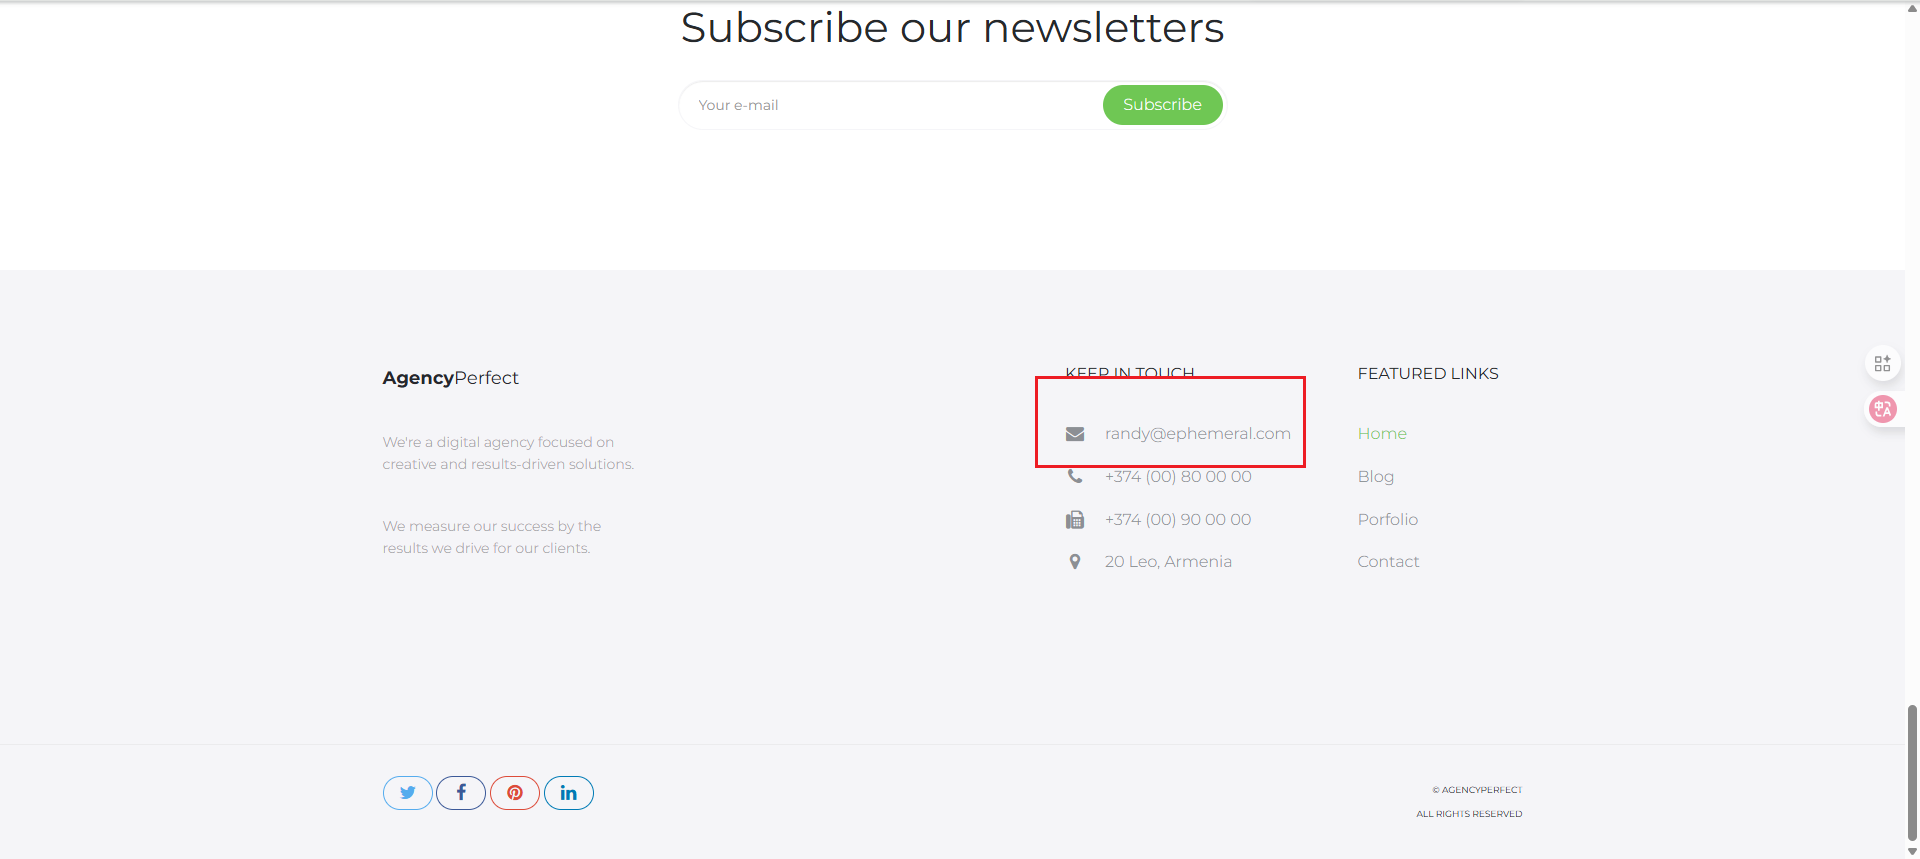 Subscribe our newsletters
Your e-mail
Subscribe
AgencyPerfect
We're a digital agency focused on
creative and results-driven solutions.
We measure our success by the
results we drive for our clients.
KEEP IN TOUCH
randy@ephemeral.com
+374 (00) 80 00 00
+374 (00) 90 00 00
20 Leo, Armenia
FEATURED LINKS
Home
Blog
Porfolio
Contact
© AGENCYPERFECT
ALL RIGHTS RESERVED